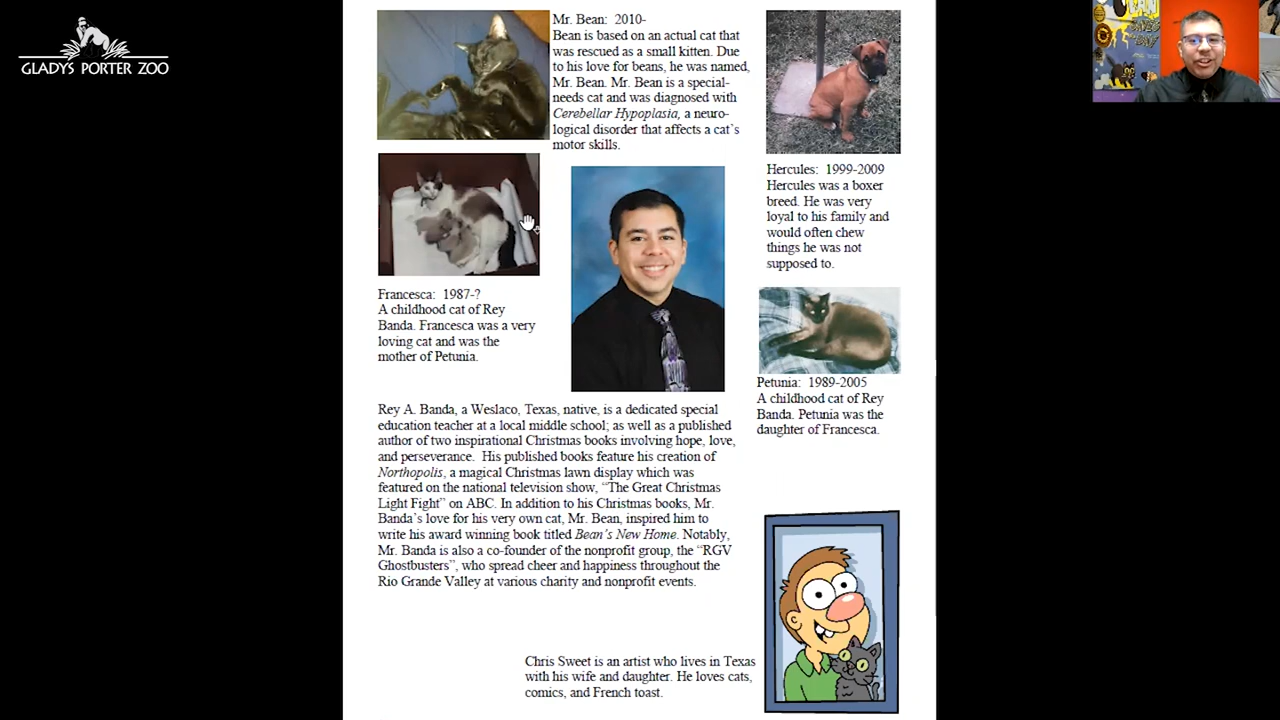 GLADYS PORTER ZOO
Mr. Bean: 2010-
Bean is based on an actual cat that
was rescued as a small kitten. Due
to his love for beans, he was named,
Mr. Bean. Mr. Bean is a special-
needs cat and was diagnosed with
Cerebellar Hypoplasia, a neuro-
logical disorder that affects a cat's
motor skills.
Hercules: 1999-2009
Hercules was a boxer
breed. He was very
loyal to his family and
would often chew
things he was not
supposed to.
Francesca: 1987-?
A childhood cat of Rey
Banda. Francesca was a very
loving cat and was the
mother of Petunia.
Petunia: 1989-2005
A childhood cat of Rey
Banda. Petunia was the
daughter of Francesca.
Rey A. Banda, a Weslaco, Texas, native, is a dedicated special
education teacher at a local middle school; as well as a published
author of two inspirational Christmas books involving hope, love,
and perseverance. His published books feature his creation of
Northopolis, a magical Christmas lawn display which was
featured on the national television show, “The Great Christmas
Light Fight” on ABC. In addition to his Christmas books, Mr.
Banda's love for his very own cat, Mr. Bean, inspired him to
write his award winning book titled Bean's New Home. Notably,
Mr. Banda is also a co-founder of the nonprofit group, the “RGV
Ghostbusters”, who spread cheer and happiness throughout the
Rio Grande Valley at various charity and nonprofit events.
Chris Sweet is an artist who lives in Texas
with his wife and daughter. He loves cats,
comics, and French toast.